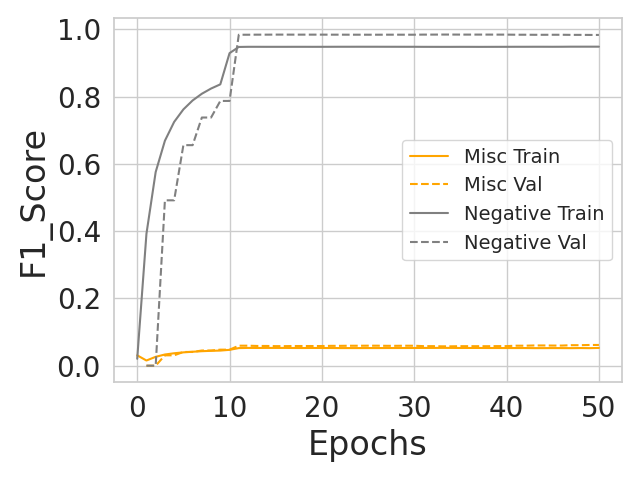 1.0
0.8
0.6
0.4
0.2
0.0
F1_Score
Misc Train
Misc Val
Negative Train
Negative Val
0 10 20 30 40 50
Epochs